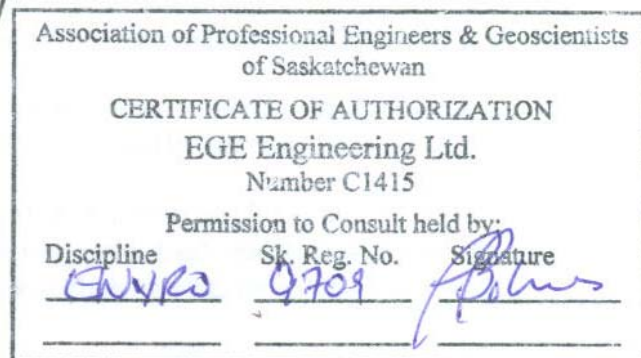 Association of Professional Engineers & Geoscientists
of Saskatchewan
CERTIFICATE OF AUTHORIZATION
EGE Engineering Ltd.
Number C1415
Permission to Consult held by:
Discipline Sk. Reg. No. Signature
ENVRO 9709